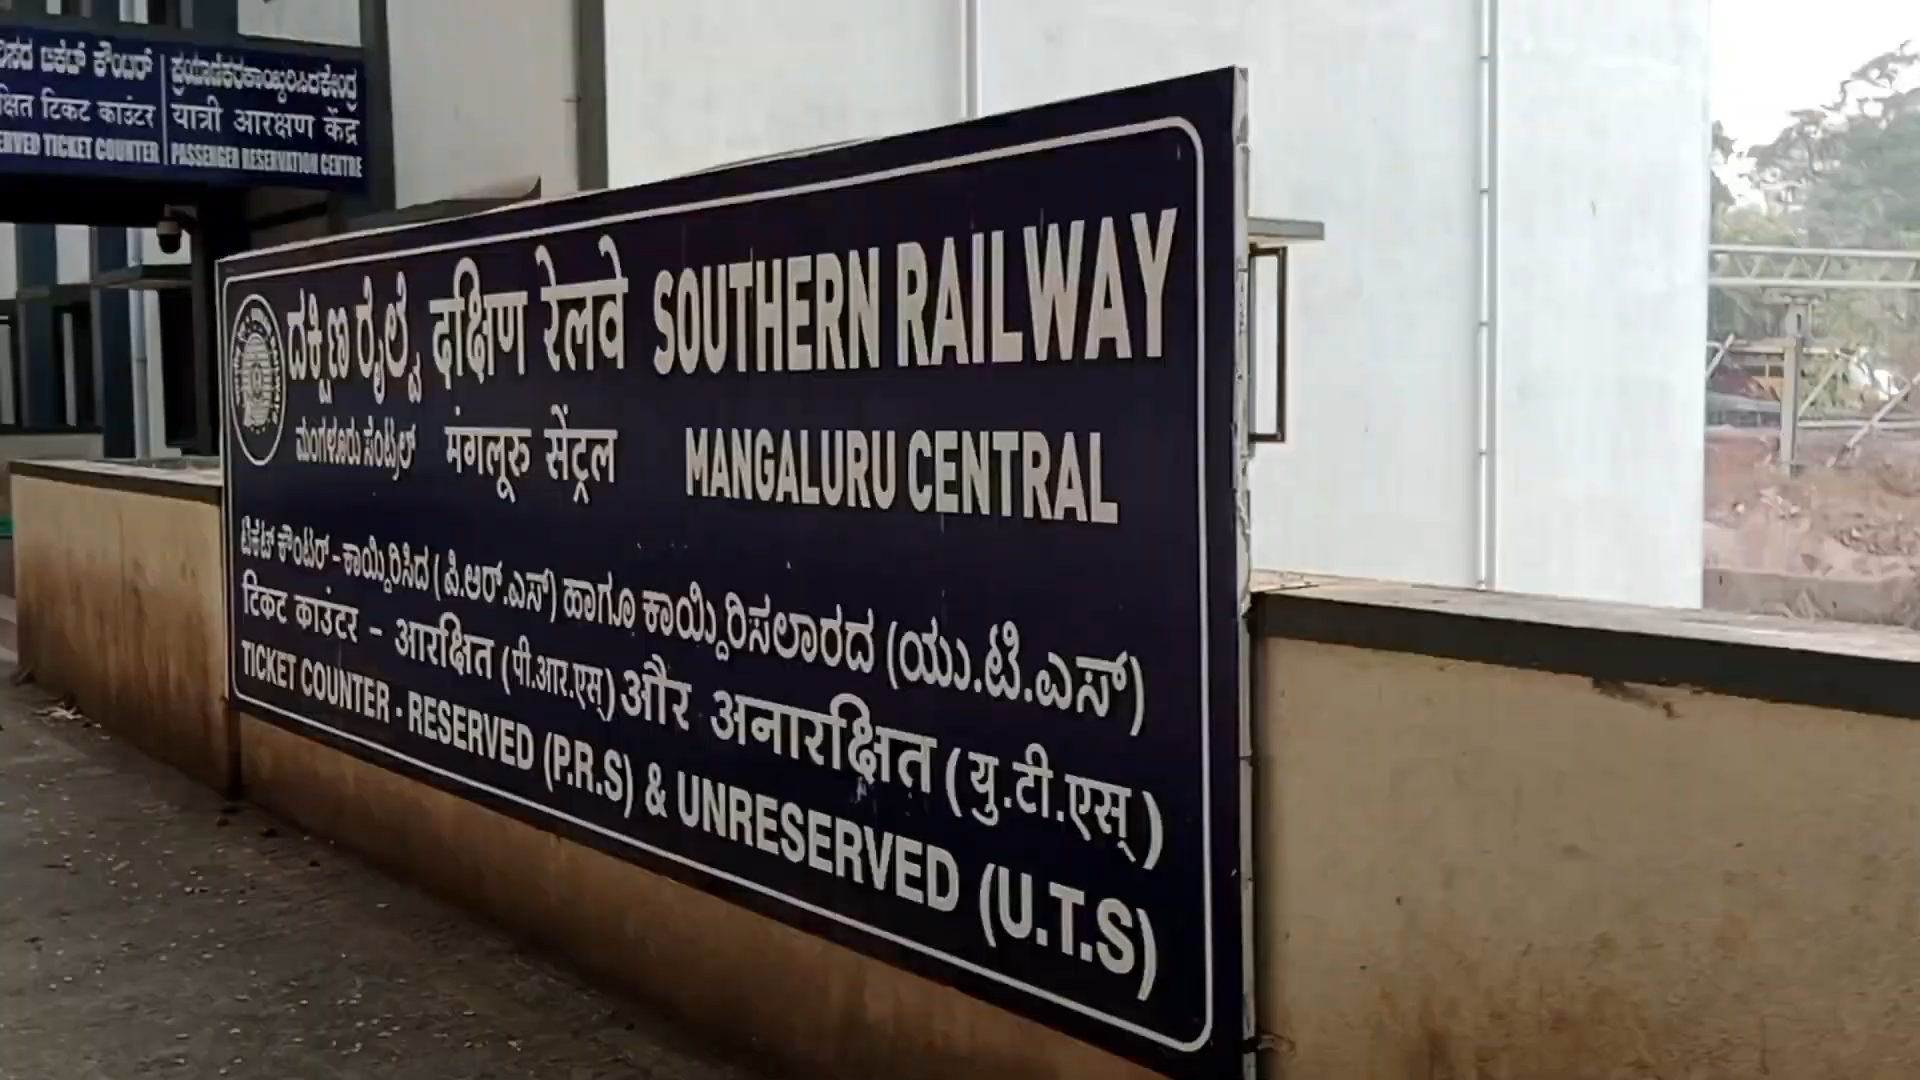 ಟಿಕೆಟ್ ಕೌಂಟರ್
टिकट काउंटर
TICKET COUNTER
यात्री आरक्षण केंद्र
PASSENGER RESERVATION CENTRE
ದಕ್ಷಿಣ ರೈಲ್ವೆ दक्षिण रेलवे SOUTHERN RAILWAY
ಮಂಗಳೂರು ಸೆಂಟ್ರಲ್ मंगलूरु सेंट्रल MANGALURU CENTRAL
ಟಿಕೆಟ್ ಕೌಂಟರ್ - ಕಾಯ್ದಿರಿಸಿದ (ಪಿ.ಆರ್.ಎಸ್) ಹಾಗೂ ಕಾಯ್ದಿರಿಸಲಾರದ (ಯು.ಟಿ.ಎಸ್)
टिकट काउंटर - आरक्षित (पी.आर.एस्) और अनारक्षित (यु.टी.एस्)
TICKET COUNTER - RESERVED (P.R.S) & UNRESERVED (U.T.S)